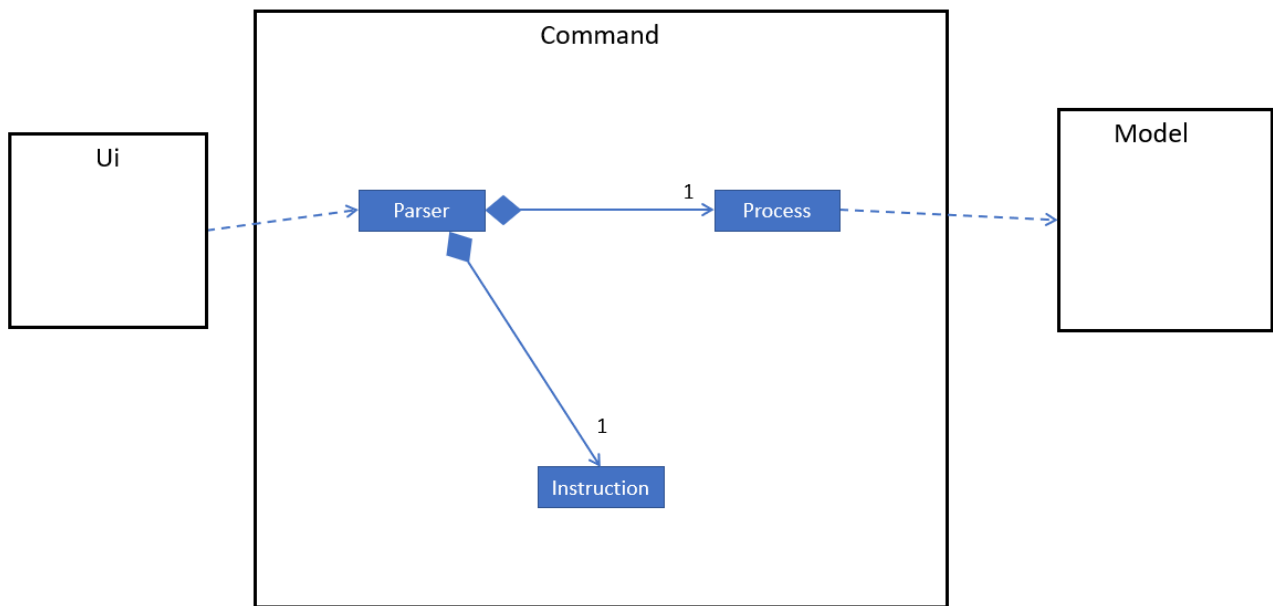 Command
Ui
Model
Parser
1
Process
1
Instruction